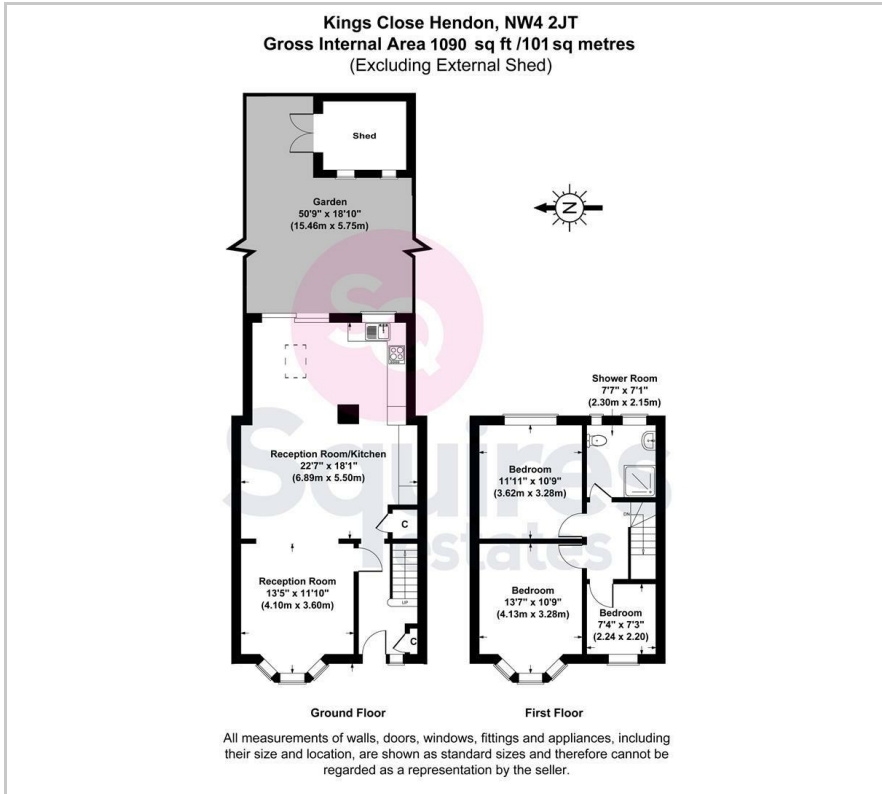 Kings Close Hendon, NW4 2JT
Gross Internal Area 1090 sq ft /101 sq metres
(Excluding External Shed)
Shed
Garden
50'9" x 18'10"
(15.46m x 5.75m)
N
SQ
Squires
estates
Reception Room/Kitchen
22'7" x 18'1"
(6.89m x 5.50m)
C
Reception Room
13'5" x 11'10"
(4.10m x 3.60m)
UP
C
Ground Floor
Shower Room
7'7" x 7'1"
(2.30m x 2.15m)
Bedroom
11'11" x 10'9"
(3.62m x 3.28m)
DN
Bedroom
13'7" x 10'9"
(4.13m x 3.28m)
Bedroom
7'4" x 7'3"
(2.24 x 2.20)
First Floor
All measurements of walls, doors, windows, fittings and appliances, including
their size and location, are shown as standard sizes and therefore cannot be
regarded as a representation by the seller.